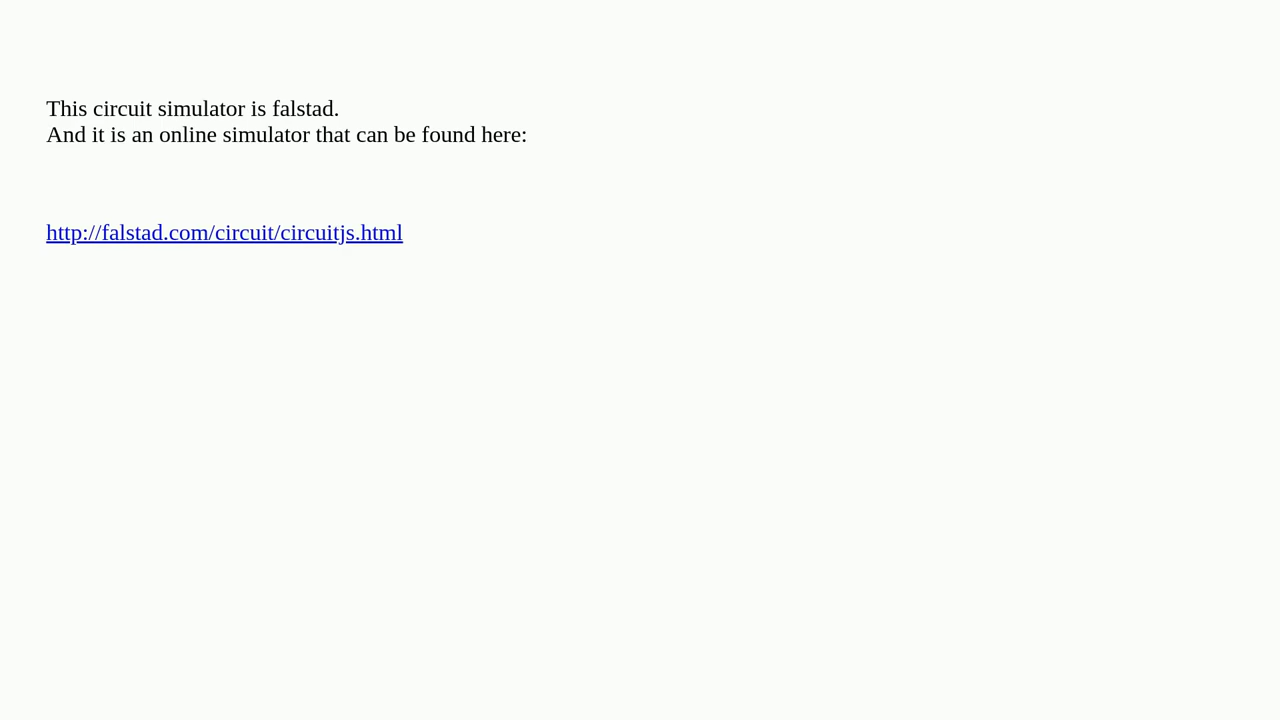 This circuit simulator is falstad.
And it is an online simulator that can be found here:
http://falstad.com/circuit/circuitjs.html